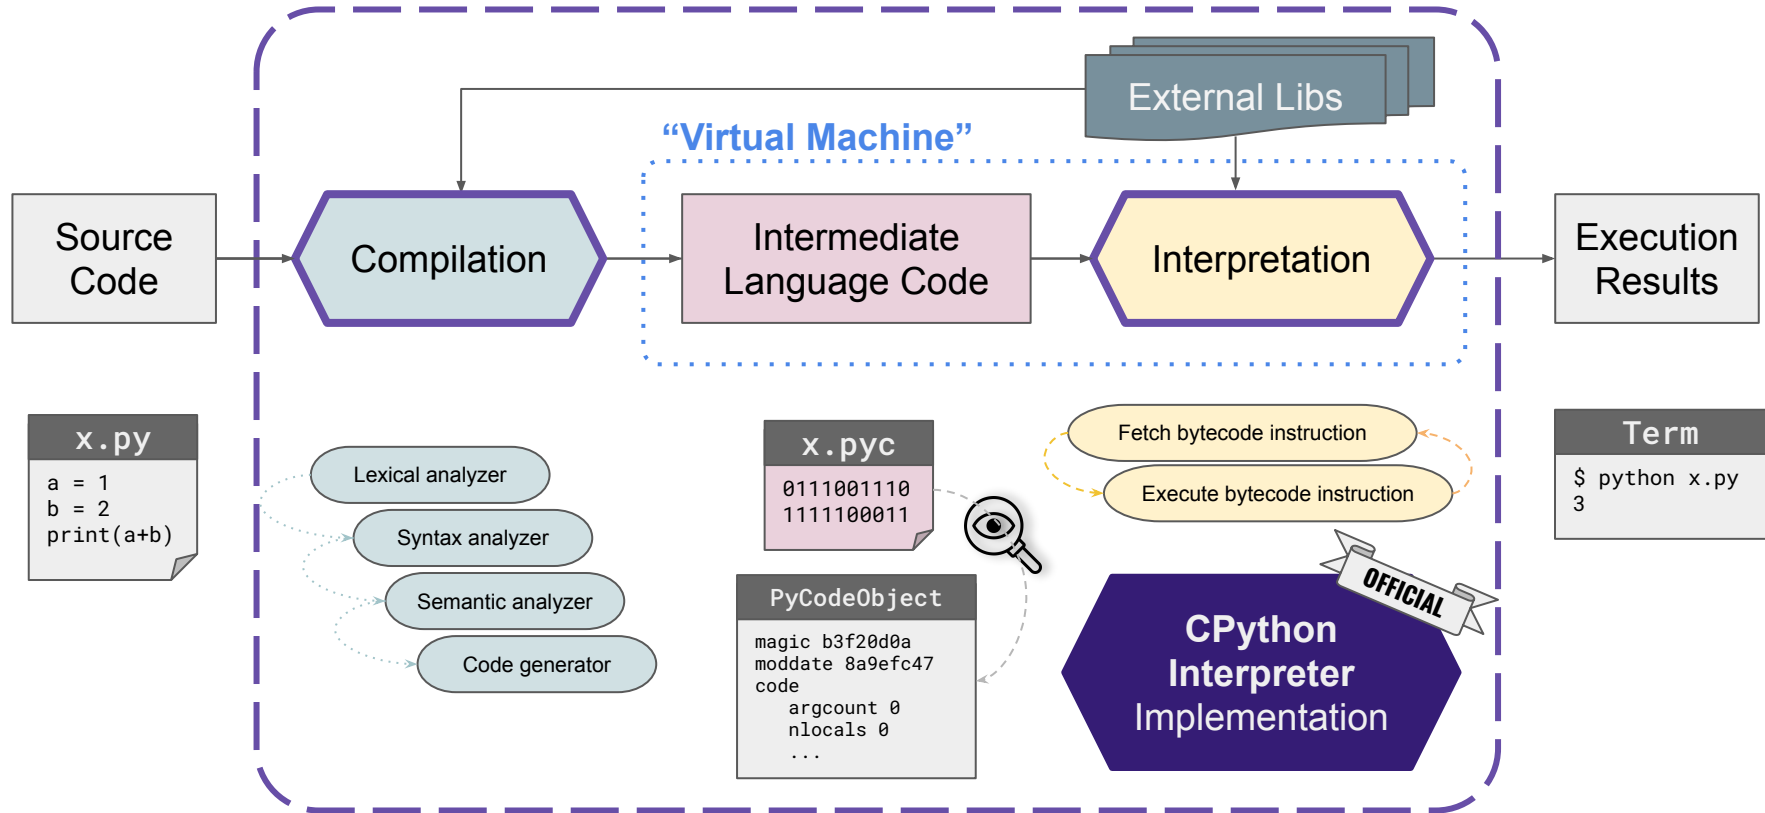 External Libs
“Virtual Machine”
Source
Code
Compilation
Intermediate
Language Code
Interpretation
Execution
Results
x.py
a = 1
b = 2
print(a+b)
Lexical analyzer
Syntax analyzer
Semantic analyzer
Code generator
x.pyc
0111001110
1111100011
PyCodeObject
magic b3f20d0a
moddate 8a9efc47
code
argcount 0
nlocals 0
...
Fetch bytecode instruction
Execute bytecode instruction
OFFICIAL
CPython
Interpreter
Implementation
Term
$ python x.py
3